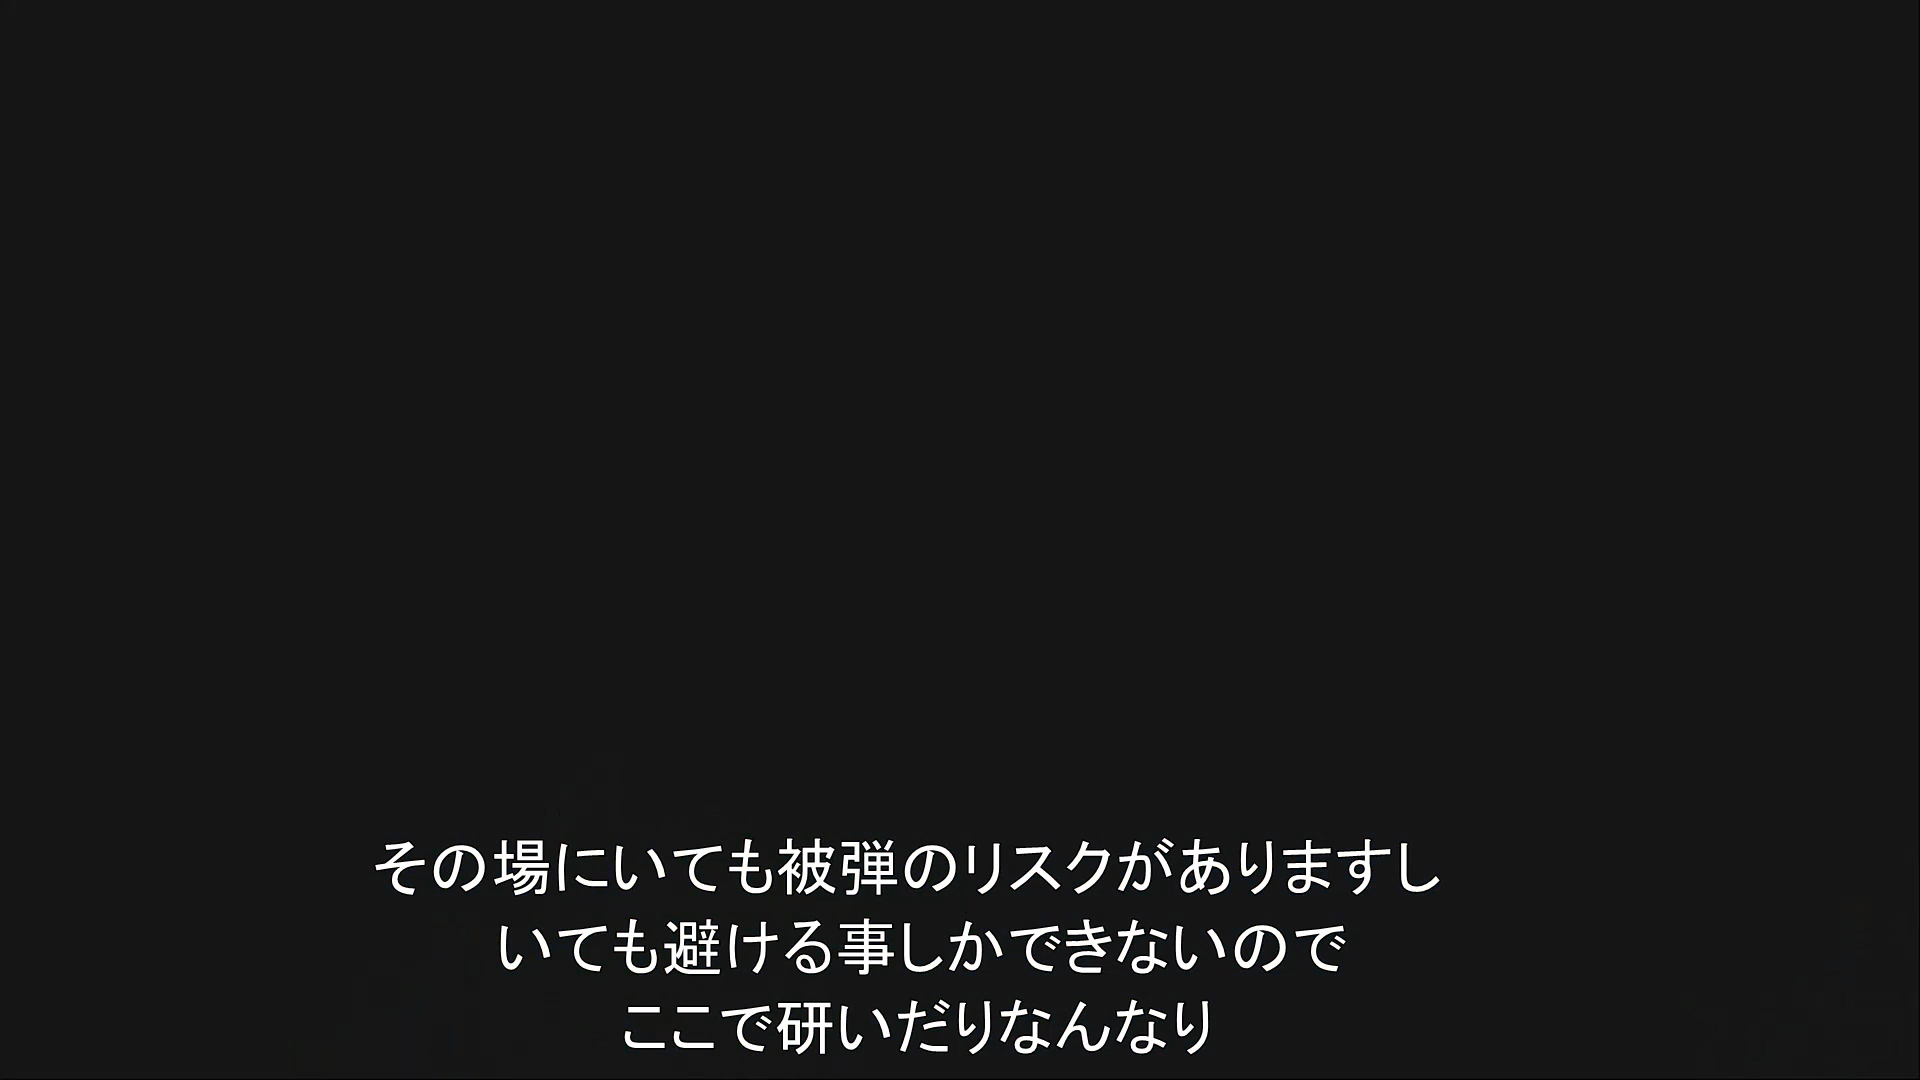 その場にいても被弾のリスクがありますし
いても避ける事しかできないので
ここで研いだりなんなり